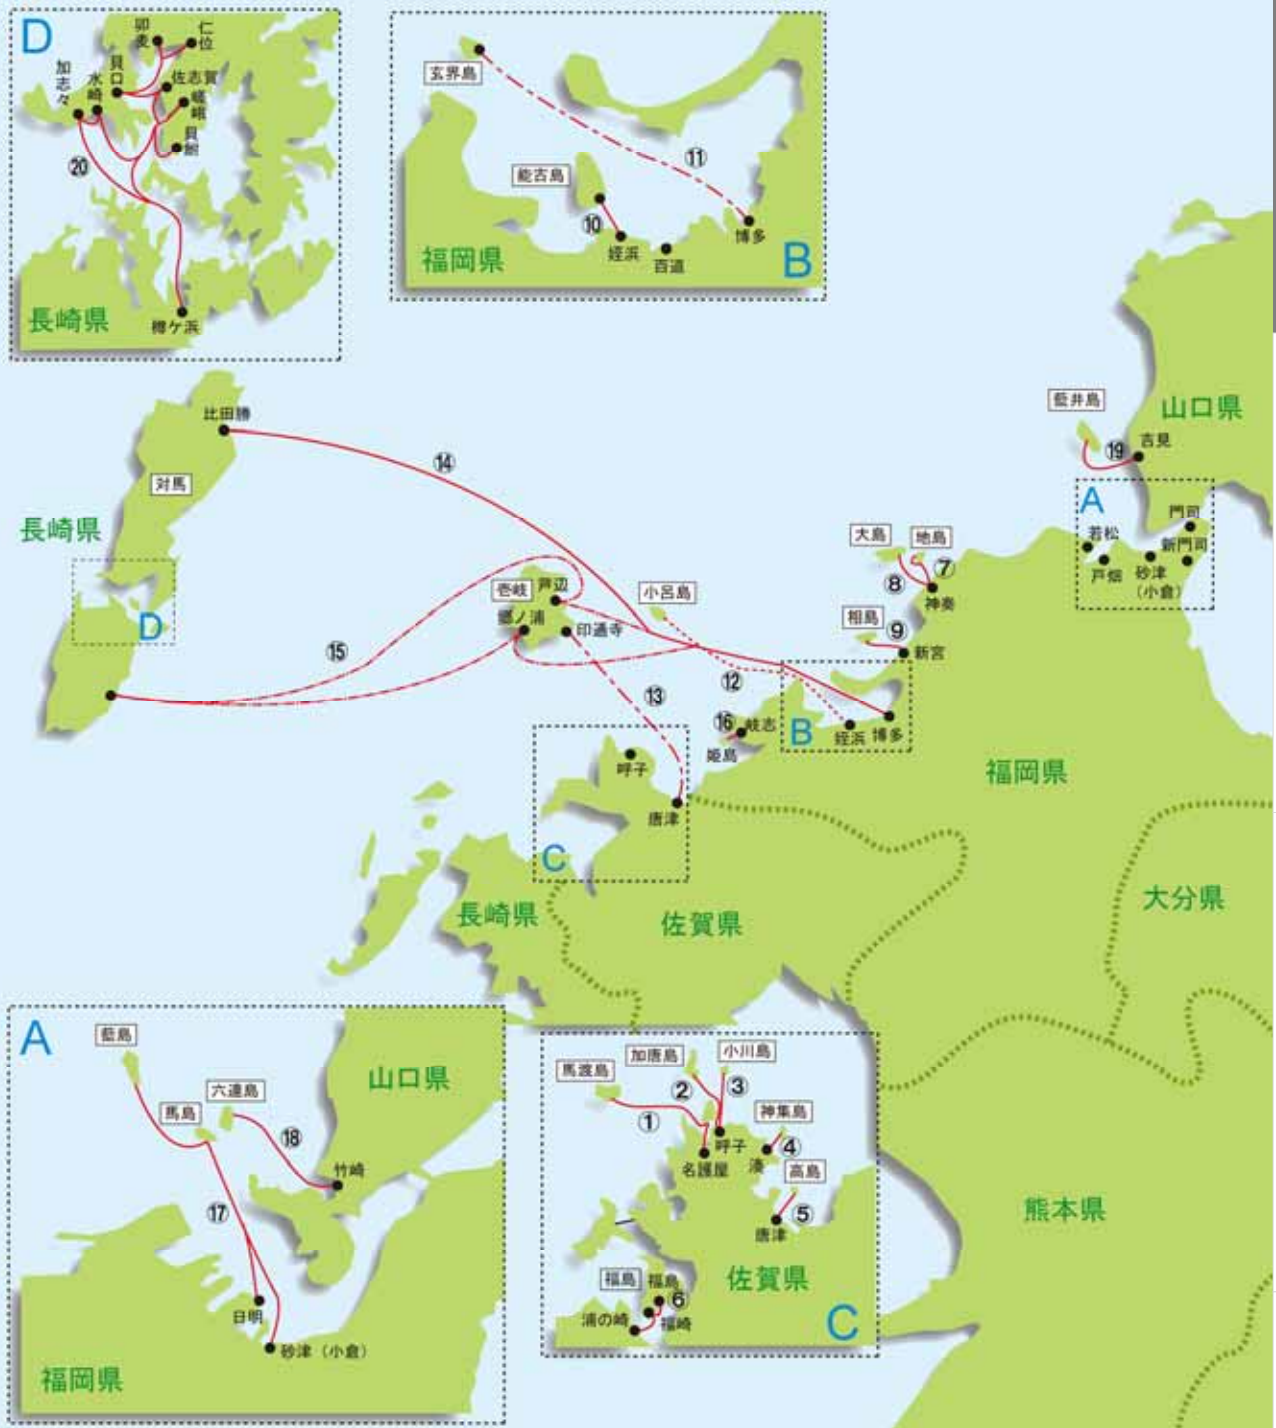 D
卯麦
仁位
加志々
水崎
貝口
佐志賀
嵯峨
貝鮒
⑳
長崎県
樽ケ浜
玄界島
⑪
能古島
⑩
姪浜
百道
博多
福岡県
B
比田勝
⑭
対馬
長崎県
D
⑮
壱岐
芦辺
郷ノ浦
印通寺
小呂島
⑬
⑫
大島
地島
⑧
⑦
神奏
相島
⑨
新宮
藍井島
⑲
吉見
山口県
A
門司
若松
新門司
戸畑
砂津
(小倉)
⑯
岐志
姫島
B
姪浜
博多
呼子
唐津
C
福岡県
大分県
長崎県
佐賀県
熊本県
A
藍島
六連島
馬島
⑱
山口県
竹崎
⑰
日明
砂津（小倉）
福岡県
馬渡島
加唐島
小川島
②
③
①
神集島
呼子
④
名護屋
湊
高島
⑤
唐津
佐賀県
福島
福島
⑥
浦の崎
福崎
C